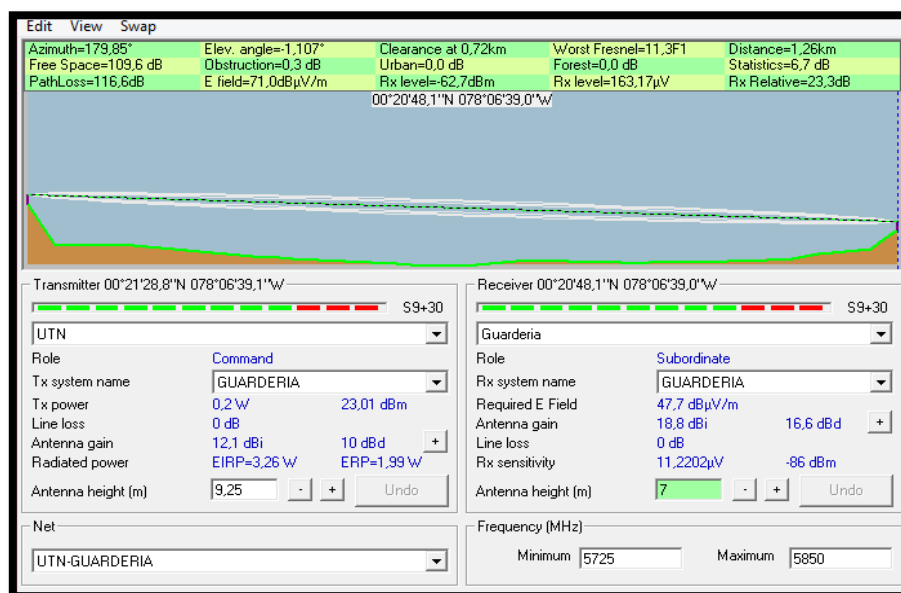 Edit View Swap
Azimuth=179,85° Elev. angle=-1,107° Clearance at 0,72km Worst Fresnel=11,3F1 Distance=1,26km
Free Space=109,6 dB Obstruction=0,3 dB Urban=0,0 dB Forest=0,0 dB Statistics=6,7 dB
PathLoss=116,6dB E field=71,0dBµV/m Rx level=-62,7dBm Rx level=163,17µV Rx Relative=23,3dB
00°20'48,1''N 078°06'39,0''W
Transmitter 00°21'28,8''N 078°06'39,1''W
S9+30
UTN
Role Command
Tx system name GUARDERIA
Tx power 0,2 W 23,01 dBm
Line loss 0 dB
Antenna gain 12,1 dBi 10 dBd +
Radiated power EIRP=3,26 W ERP=1,99 W
Antenna height (m) 9,25 - + Undo
Net
UTN-GUARDERIA
Receiver 00°20'48,1''N 078°06'39,0''W
S9+30
Guarderia
Role Subordinate
Rx system name GUARDERIA
Required E Field 47,7 dBµV/m
Antenna gain 18,8 dBi 16,6 dBd +
Line loss 0 dB
Rx sensitivity 11,2202µV -86 dBm
Antenna height (m) 7 - + Undo
Frequency (MHz)
Minimum 5725 Maximum 5850